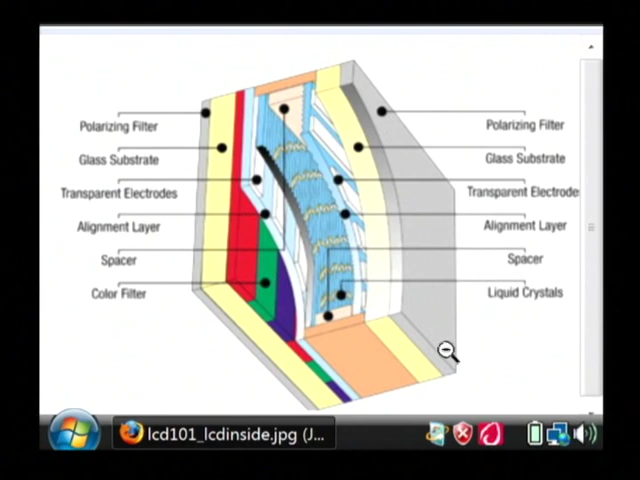 Polarizing Filter
Glass Substrate
Transparent Electrodes
Alignment Layer
Spacer
Color Filter
Polarizing Filter
Glass Substrate
Transparent Electrode
Alignment Layer
Spacer
Liquid Crystals
lcd101_lcdinside.jpg (J...